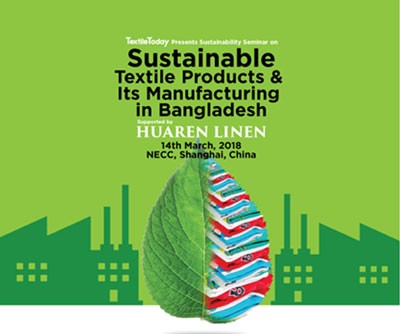 TextileToday Presents Sustainability Seminar on
Sustainable
Textile Products &
Its Manufacturing
in Bangladesh
Supported by
HUAREN LINEN
14th March, 2018
NECC, Shanghai, China